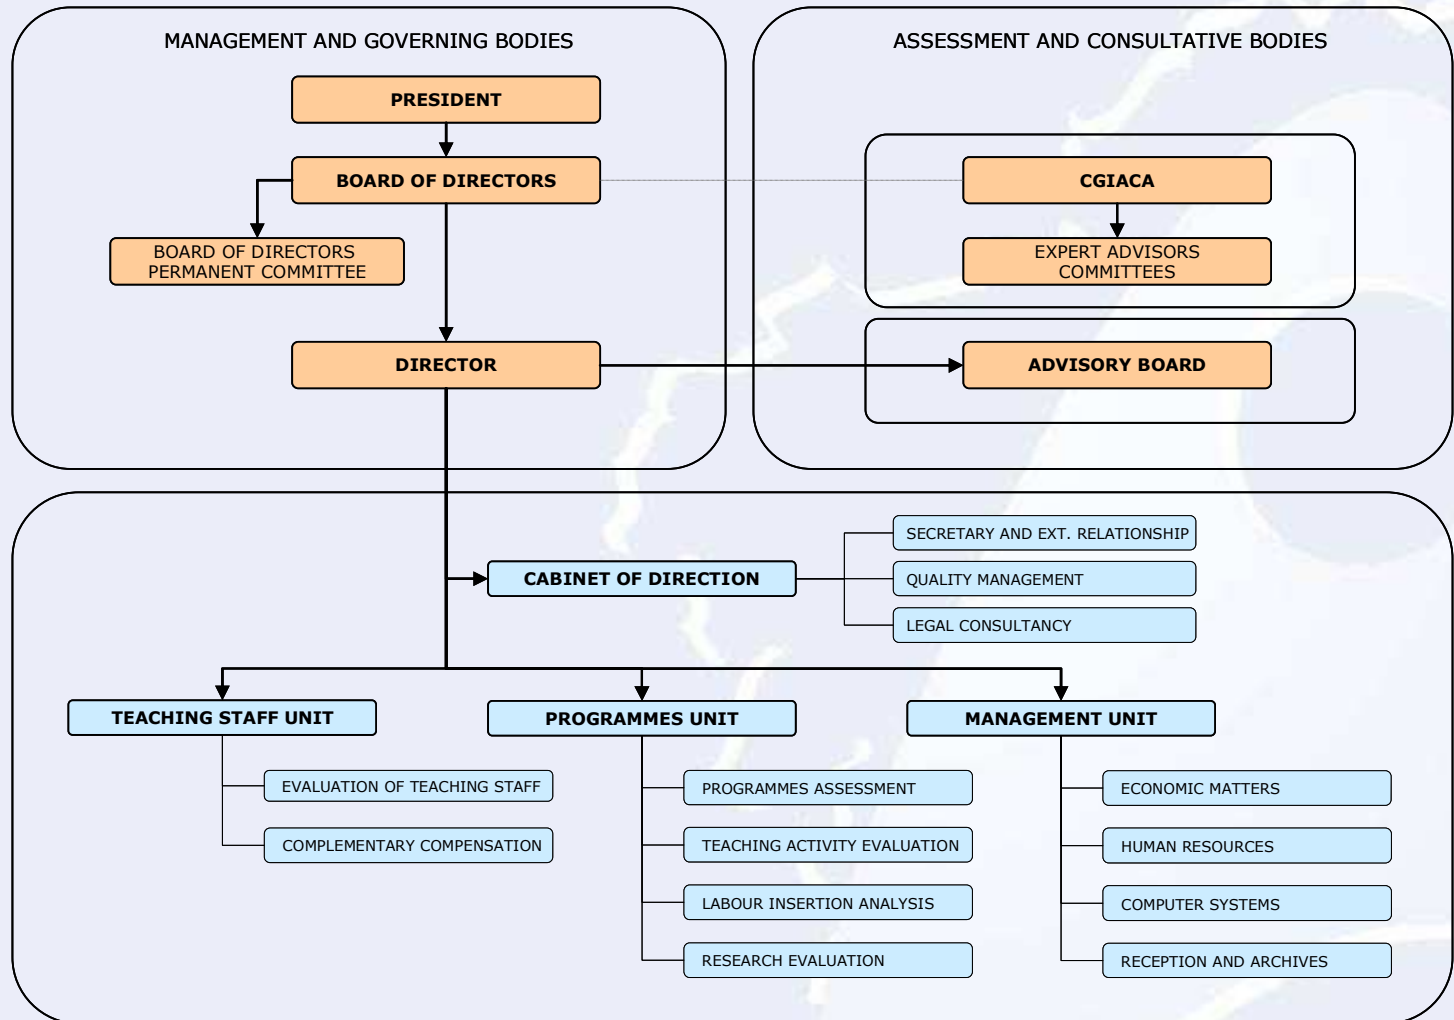 MANAGEMENT AND GOVERNING BODIES
PRESIDENT
BOARD OF DIRECTORS
BOARD OF DIRECTORS
PERMANENT COMMITTEE
DIRECTOR
ASSESSMENT AND CONSULTATIVE BODIES
CGIACA
EXPERT ADVISORS
COMMITTEES
ADVISORY BOARD
CABINET OF DIRECTION
SECRETARY AND EXT. RELATIONSHIP
QUALITY MANAGEMENT
LEGAL CONSULTANCY
TEACHING STAFF UNIT
EVALUATION OF TEACHING STAFF
COMPLEMENTARY COMPENSATION
PROGRAMMES UNIT
PROGRAMMES ASSESSMENT
TEACHING ACTIVITY EVALUATION
LABOUR INSERTION ANALYSIS
RESEARCH EVALUATION
MANAGEMENT UNIT
ECONOMIC MATTERS
HUMAN RESOURCES
COMPUTER SYSTEMS
RECEPTION AND ARCHIVES